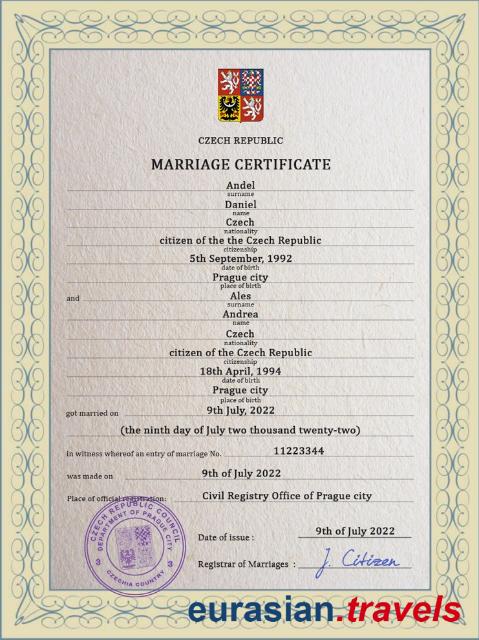 CZECH REPUBLIC
MARRIAGE CERTIFICATE
Andel
surname
Daniel
name
Czech
nationality
citizen of the the Czech Republic
citizenship
5th September, 1992
date of birth
Prague city
place of birth
and Ales
surname
Andrea
name
Czech
nationality
citizen of the Czech Republic
citizenship
18th April, 1994
date of birth
Prague city
place of birth
got married on 9th July, 2022
(the ninth day of July two thousand twenty-two)
in witness whereof an entry of marriage No. 11223344
was made on 9th of July 2022
Place of official registration: Civil Registry Office of Prague city
CZECH REPUBLIC COUNCIL
DEPARTMENT OF PRAGUE CITY
CZECHIA COUNTRY
Date of issue : 9th of July 2022
Registrar of Marriages : J. Citizen
eurasian.travels